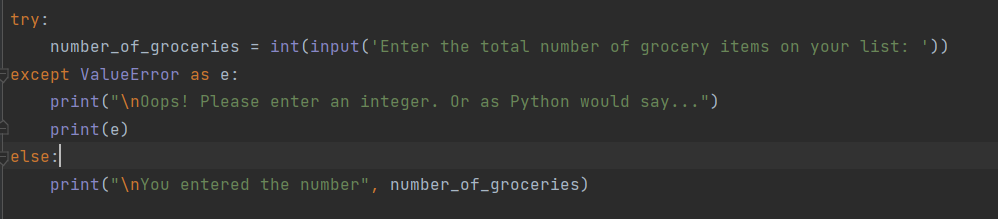 try:
    number_of_groceries = int(input('Enter the total number of grocery items on your list: '))
except ValueError as e:
    print("\nOops! Please enter an integer. Or as Python would say...")
    print(e)
else:
    print("\nYou entered the number", number_of_groceries)